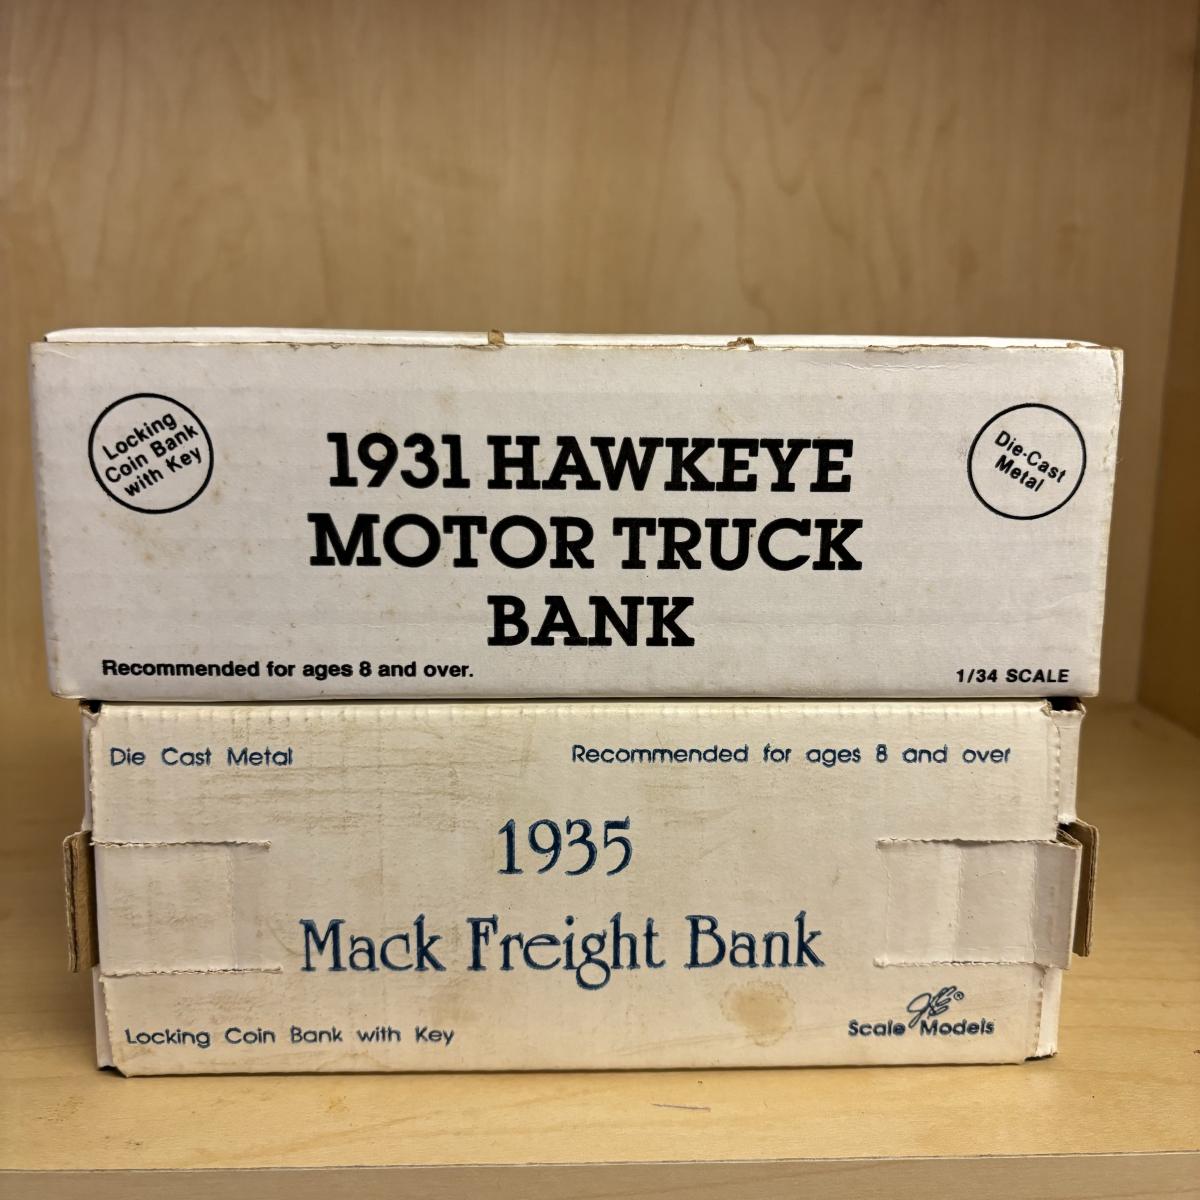 Locking
Coin Bank
with Key
1931 HAWKEYE
MOTOR TRUCK
BANK
Die-Cast
Metal
Recommended for ages 8 and over.
1/34 SCALE
Die Cast Metal
Recommended for ages 8 and over
1935
Mack Freight Bank
Locking Coin Bank with Key
Scale Models